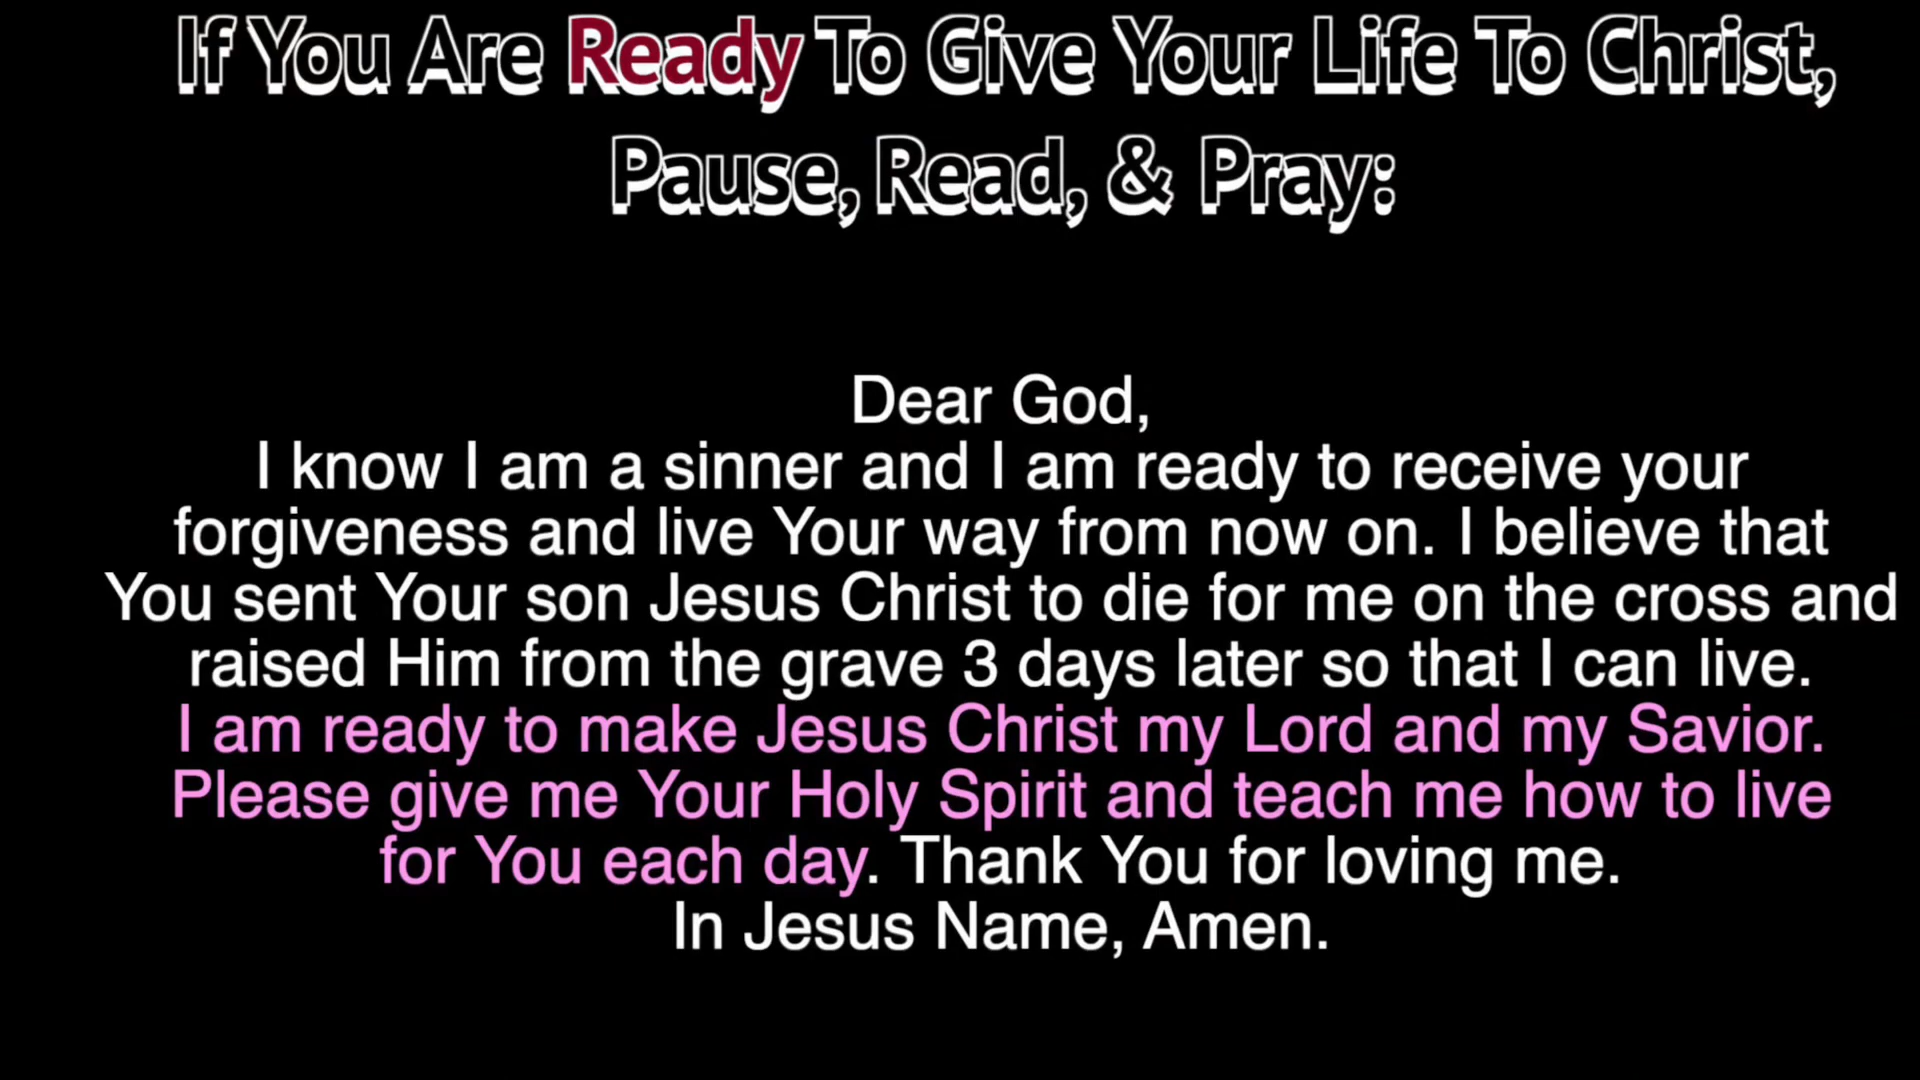 If You Are Ready To Give Your Life To Christ,
Pause, Read, & Pray:
Dear God,
I know I am a sinner and I am ready to receive your
forgiveness and live Your way from now on. I believe that
You sent Your son Jesus Christ to die for me on the cross and
raised Him from the grave 3 days later so that I can live.
I am ready to make Jesus Christ my Lord and my Savior.
Please give me Your Holy Spirit and teach me how to live
for You each day. Thank You for loving me.
In Jesus Name, Amen.